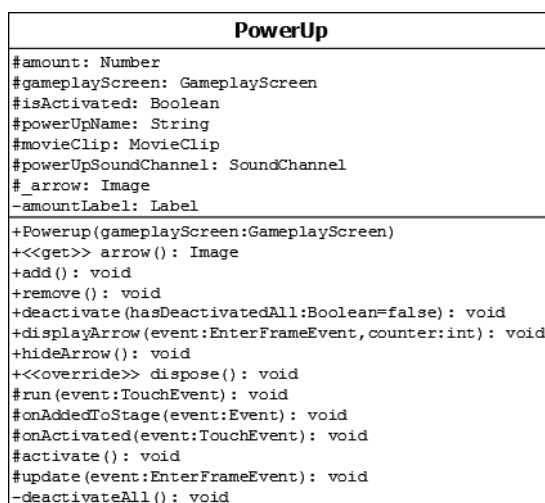 PowerUp
#amount: Number
#gameplayScreen: GameplayScreen
#isActivated: Boolean
#powerUpName: String
#movieClip: MovieClip
#powerUpSoundChannel: SoundChannel
#_arrow: Image
-amountLabel: Label
+Powerup(gameplayScreen:GameplayScreen)
+<<get>> arrow(): Image
+add(): void
+remove(): void
+deactivate(hasDeactivatedAll:Boolean=false): void
+displayArrow(event:EnterFrameEvent,counter:int): void
+hideArrow(): void
+<<override>> dispose(): void
#run(event:TouchEvent): void
#onAddedToStage(event:Event): void
#onActivated(event:TouchEvent): void
#activate(): void
#update(event:EnterFrameEvent): void
-deactivateAll(): void